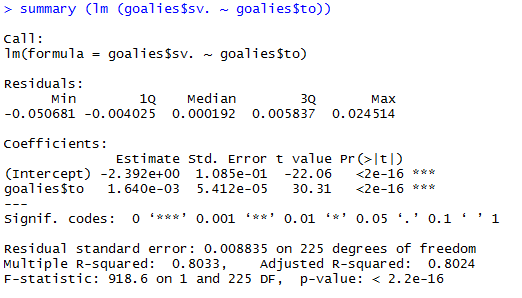 > summary (lm (goalies$sv. ~ goalies$to))
Call:
lm(formula = goalies$sv. ~ goalies$to)
Residuals:
Min 1Q Median 3Q Max
-0.050681 -0.004025 0.000192 0.005837 0.024514
Coefficients:
Estimate Std. Error t value Pr(>|t|)
(Intercept) -2.392e+00 1.085e-01 -22.06 <2e-16 ***
goalies$to 1.640e-03 5.412e-05 30.31 <2e-16 ***
---
Signif. codes: 0 ‘***’ 0.001 ‘**’ 0.01 ‘*’ 0.05 ‘.’ 0.1 ‘ ’ 1
Residual standard error: 0.008835 on 225 degrees of freedom
Multiple R-squared: 0.8033, Adjusted R-squared: 0.8024
F-statistic: 918.6 on 1 and 225 DF, p-value: < 2.2e-16